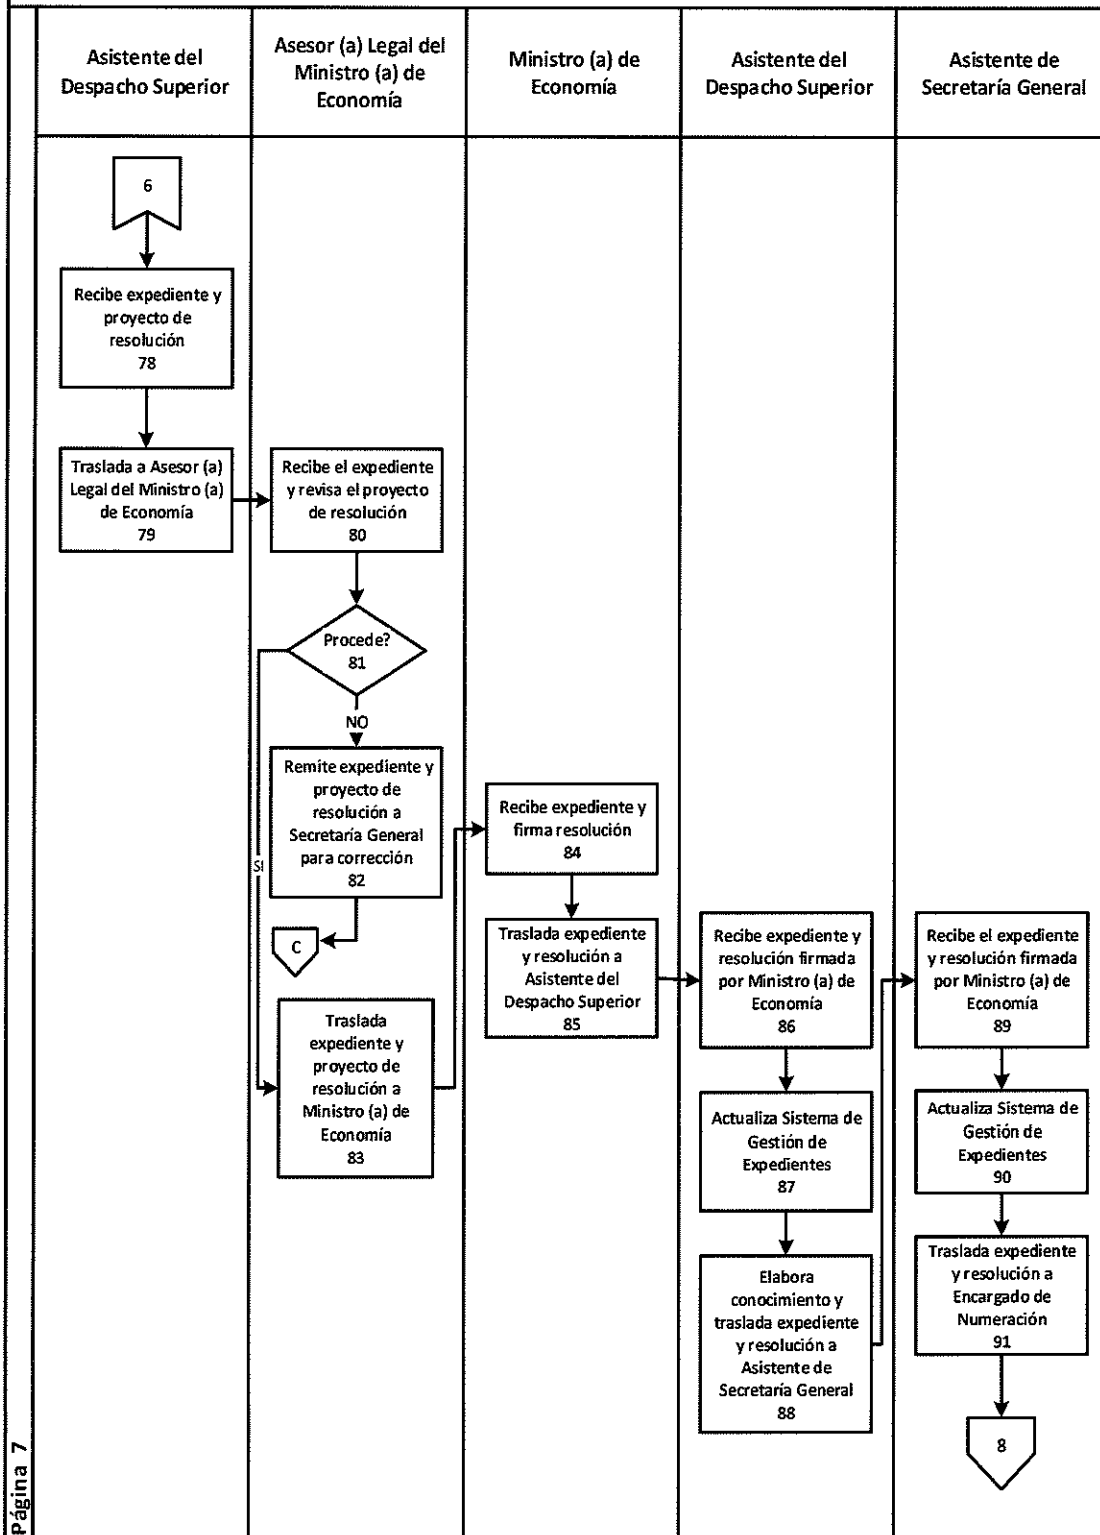 Asistente del
Despacho Superior
Asesor (a) Legal del
Ministro (a) de
Economía
Ministro (a) de
Economía
Asistente del
Despacho Superior
Asistente de
Secretaría General
6
Recibe expediente y
proyecto de
resolución
78
Traslada a Asesor (a)
Legal del Ministro (a)
de Economía
79
Recibe el expediente
y revisa el proyecto
de resolución
80
Procede?
81
NO
SI
Remite expediente y
proyecto de
resolución a
Secretaría General
para corrección
82
C
Traslada
expediente y
proyecto de
resolución a
Ministro (a) de
Economía
83
Recibe expediente y
firma resolución
84
Traslada expediente
y resolución a
Asistente del
Despacho Superior
85
Recibe expediente y
resolución firmada
por Ministro (a) de
Economía
86
Actualiza Sistema de
Gestión de
Expedientes
87
Elabora
conocimiento y
traslada expediente
y resolución a
Asistente de
Secretaría General
88
Recibe el expediente
y resolución firmada
por Ministro (a) de
Economía
89
Actualiza Sistema de
Gestión de
Expedientes
90
Traslada expediente
y resolución a
Encargado de
Numeración
91
8
Página 7